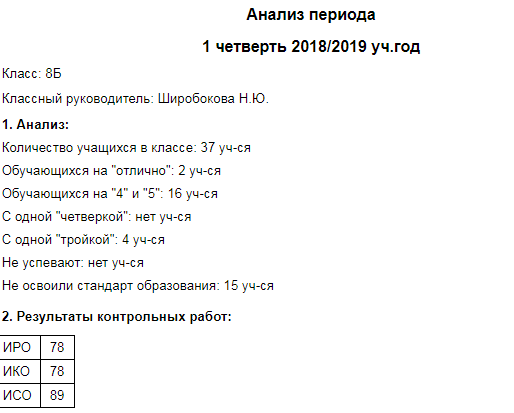 Анализ периода
1 четверть 2018/2019 уч.год
Класс: 8Б
Классный руководитель: Широбокова Н.Ю.
1. Анализ:
Количество учащихся в классе: 37 уч-ся
Обучающихся на "отлично": 2 уч-ся
Обучающихся на "4" и "5": 16 уч-ся
С одной "четверкой": нет уч-ся
С одной "тройкой": 4 уч-ся
Не успевают: нет уч-ся
Не освоили стандарт образования: 15 уч-ся
2. Результаты контрольных работ:
ИРО 78
ИКО 78
ИСО 89